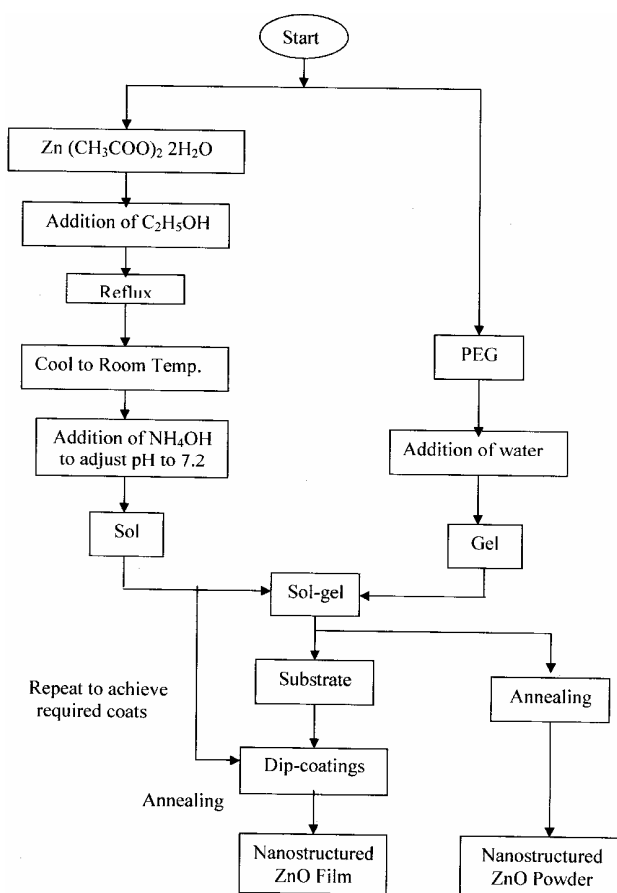 Start
Zn (CH₃COO)₂ 2H₂O
Addition of C₂H₅OH
Reflux
Cool to Room Temp.
Addition of NH₄OH
to adjust pH to 7.2
Sol
PEG
Addition of water
Gel
Sol-gel
Substrate
Annealing
Repeat to achieve
required coats
Dip-coatings
Annealing
Nanostructured
ZnO Film
Nanostructured
ZnO Powder